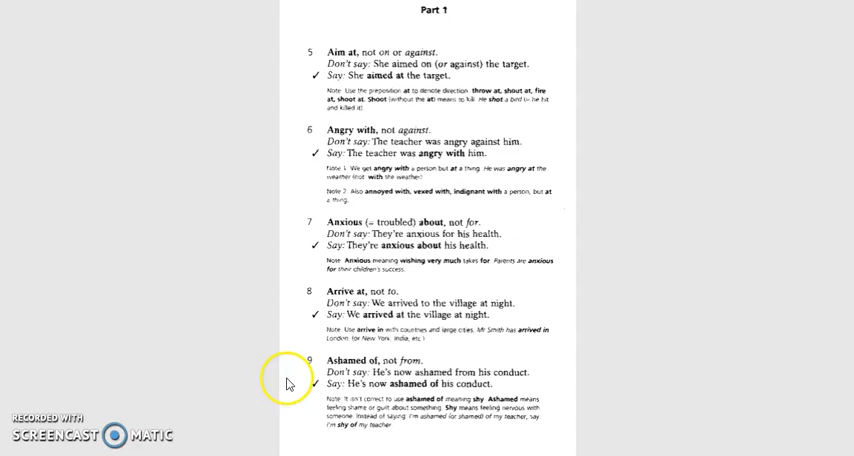 Part 1
5 Aim at, not on or against.
Don't say: She aimed on (or against) the target.
✓ Say: She aimed at the target.
Note: Use the preposition at to denote direction throw at, shout at, fire
at, shoot at. Shoot (without the at) means to kill He shot a bird (= he hit
and killed it)
6 Angry with, not against.
Don't say: The teacher was angry against him.
✓ Say: The teacher was angry with him.
Note 1 We get angry with a person but at a thing. He was angry at the
weather (not with the weather)
Note 2: Also annoyed with, vexed with, indignant with a person, but at
a thing.
7 Anxious (= troubled) about, not for.
Don't say: They're anxious for his health.
✓ Say: They're anxious about his health.
Note Anxious meaning wishing very much takes for. Parents are anxious
for their children's success.
8 Arrive at, not to.
Don't say: We arrived to the village at night.
✓ Say: We arrived at the village at night.
Note: Use arrive in with countries and large cities. Mr Smith has arrived in
London (or New York. India, etc)
9 Ashamed of, not from.
Don't say: He's now ashamed from his conduct.
✓ Say: He's now ashamed of his conduct.
Note: It isn't correct to use ashamed of meaning shy Ashamed means
feeling shame or guilt about something. Shy means feeling nervous with
someone. Instead of saying: I'm ashamed (or shamed) of my teacher, say
I'm shy of my teacher
RECORDED WITH
SCREENCAST MATIC